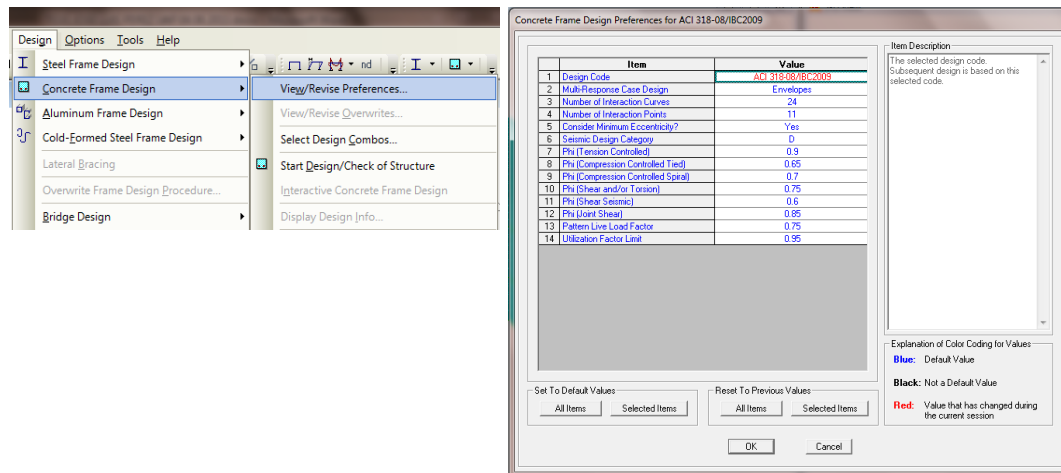 Design Options Tools Help
nd
Steel Frame Design
Concrete Frame Design
Aluminum Frame Design
Cold-Formed Steel Frame Design
Lateral Bracing
Overwrite Frame Design Procedure...
Bridge Design
View/Revise Preferences...
View/Revise Overwrites...
Select Design Combos...
Start Design/Check of Structure
Interactive Concrete Frame Design
Display Design Info...
Concrete Frame Design Preferences for ACI 318-08/IBC2009
Item Value
1 Design Code ACI 318-08/IBC2009
2 Multi-Response Case Design Envelopes
3 Number of Interaction Curves 24
4 Number of Interaction Points 11
5 Consider Minimum Eccentricity? Yes
6 Seismic Design Category D
7 Phi (Tension Controlled) 0.9
8 Phi (Compression Controlled Tied) 0.65
9 Phi (Compression Controlled Spiral) 0.7
10 Phi (Shear and/or Torsion) 0.75
11 Phi (Shear Seismic) 0.6
12 Phi (Joint Shear) 0.85
13 Pattern Live Load Factor 0.75
14 Utilization Factor Limit 0.95
Item Description
The selected design code.
Subsequent design is based on this
selected code.
Explanation of Color Coding for Values
Blue: Default Value
Black: Not a Default Value
Red: Value that has changed during
the current session
Set To Default Values
All Items Selected Items
Reset To Previous Values
All Items Selected Items
OK Cancel